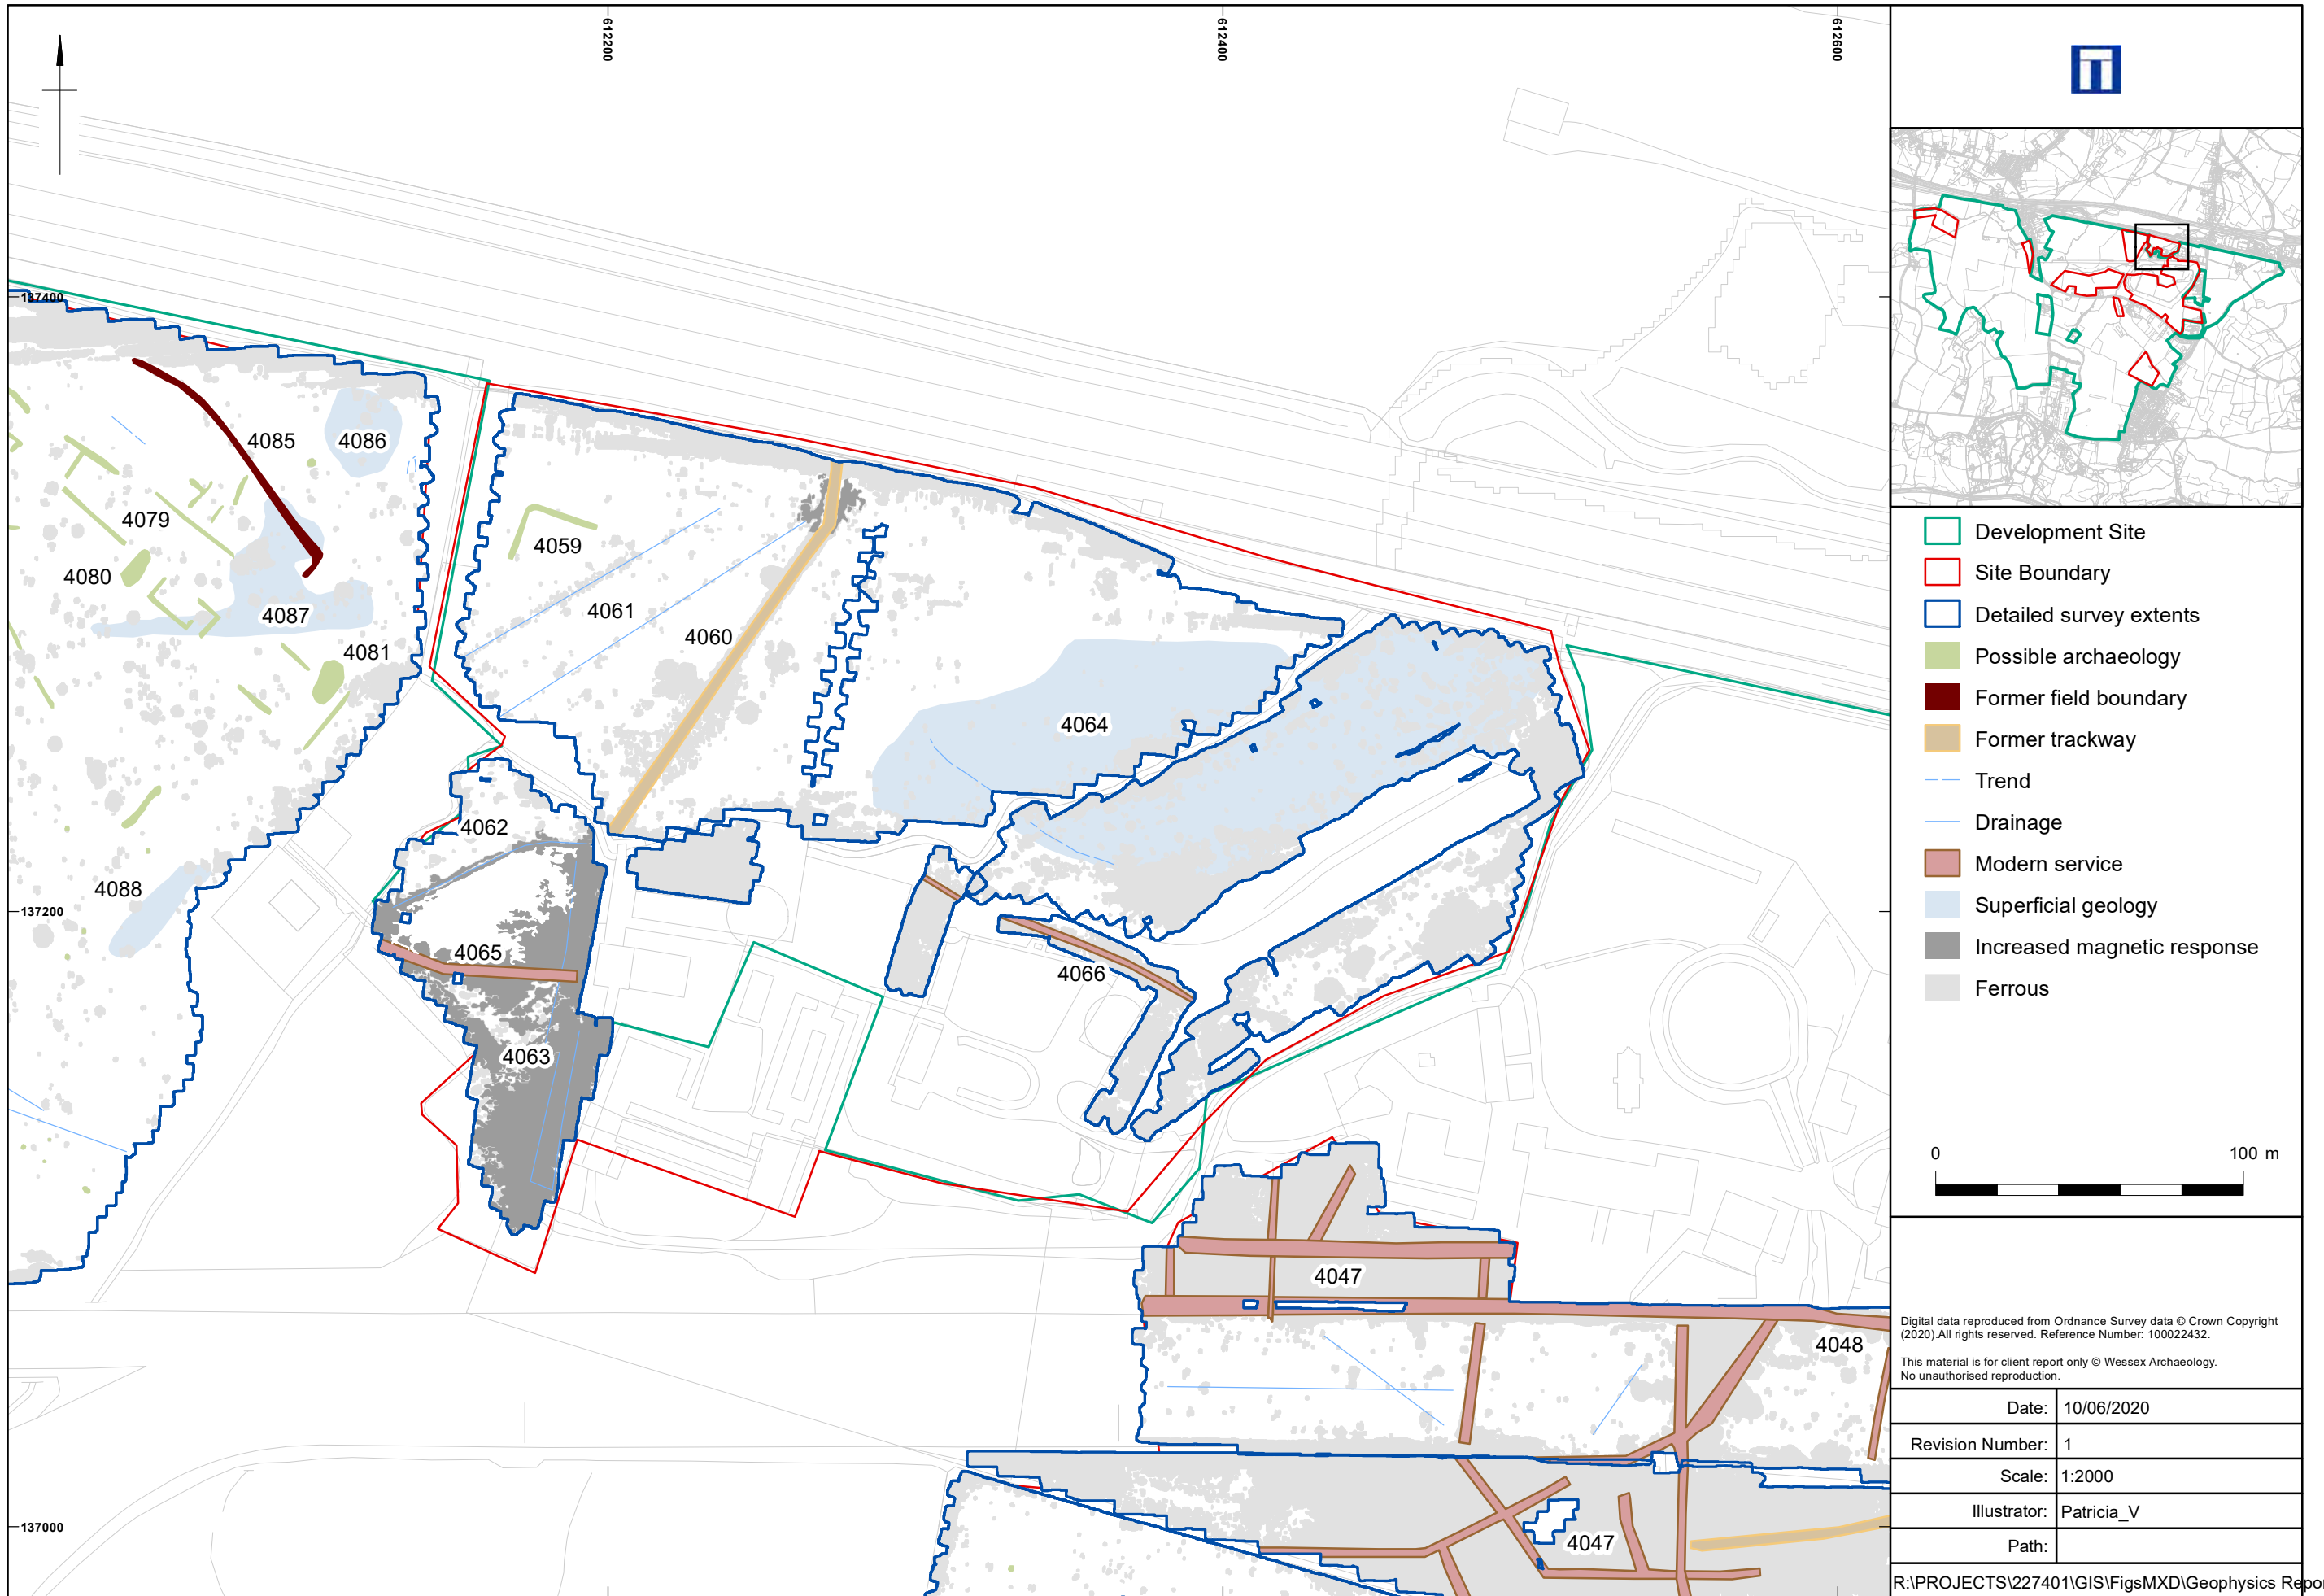 612200
612400
612600
137400
4085
4086
4079
4059
4080
4087
4061
4060
4081
4064
4062
4088
137200
4065
4066
4063
4047
4048
137000
4047
Development Site
Site Boundary
Detailed survey extents
Possible archaeology
Former field boundary
Former trackway
Trend
Drainage
Modern service
Superficial geology
Increased magnetic response
Ferrous
0 100 m
Digital data reproduced from Ordnance Survey data © Crown Copyright
(2020).All rights reserved. Reference Number: 100022432.
This material is for client report only © Wessex Archaeology.
No unauthorised reproduction.
Date: 10/06/2020
Revision Number: 1
Scale: 1:2000
Illustrator: Patricia_V
Path:
R:\PROJECTS\227401\GIS\FigsMXD\Geophysics Repor